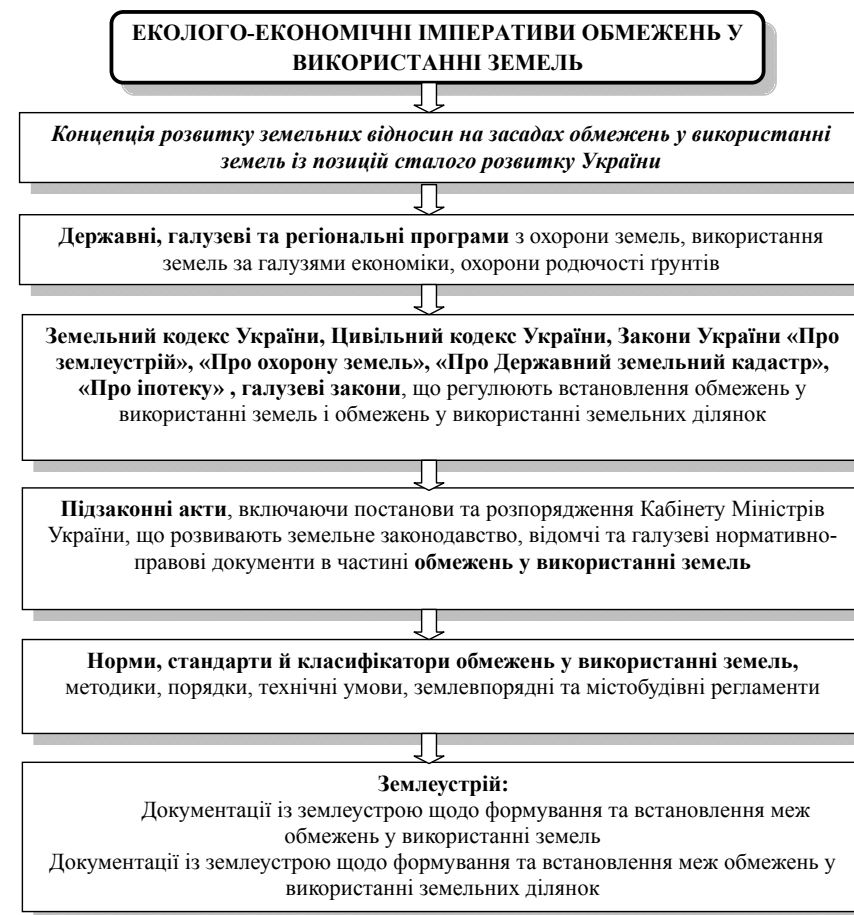 ЕКОЛОГО-ЕКОНОМІЧНІ ІМПЕРАТИВИ ОБМЕЖЕНЬ У
ВИКОРИСТАННІ ЗЕМЕЛЬ
Концепція розвитку земельних відносин на засадах обмежень у використанні
земель із позицій сталого розвитку України
Державні, галузеві та регіональні програми з охорони земель, використання
земель за галузями економіки, охорони родючості ґрунтів
Земельний кодекс України, Цивільний кодекс України, Закони України «Про
землеустрій», «Про охорону земель», «Про Державний земельний кадастр»,
«Про іпотеку» , галузеві закони, що регулюють встановлення обмежень у
використанні земель і обмежень у використанні земельних ділянок
Підзаконні акти, включаючи постанови та розпорядження Кабінету Міністрів
України, що розвивають земельне законодавство, відомчі та галузеві нормативно-
правові документи в частині обмежень у використанні земель
Норми, стандарти й класифікатори обмежень у використанні земель,
методики, порядки, технічні умови, землевпорядні та містобудівні регламенти
Землеустрій:
Документації із землеустрою щодо формування та встановлення меж
обмежень у використанні земель
Документації із землеустрою щодо формування та встановлення меж обмежень у
використанні земельних ділянок